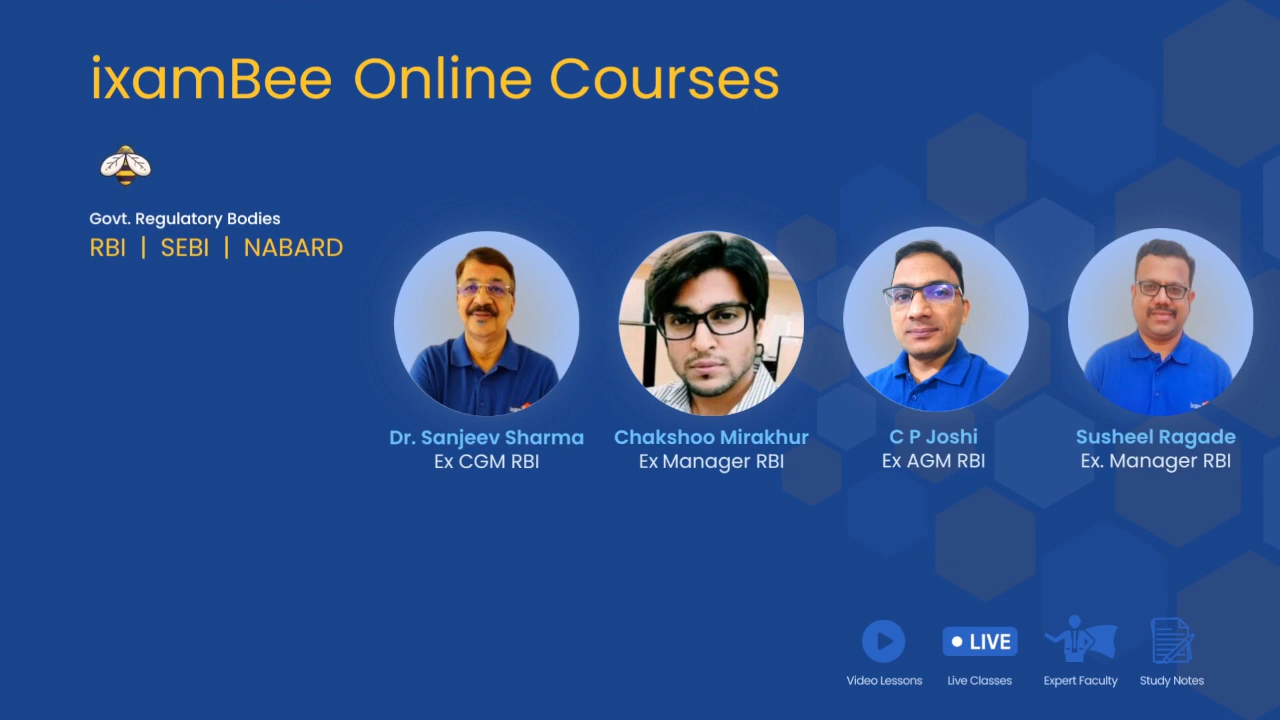 ixamBee Online Courses
Govt. Regulatory Bodies
RBI | SEBI | NABARD
Dr. Sanjeev Sharma
Ex CGM RBI
Chakshoo Mirakhur
Ex Manager RBI
C P Joshi
Ex AGM RBI
Susheel Ragade
Ex. Manager RBI
LIVE
Video Lessons
Live Classes
Expert Faculty
Study Notes